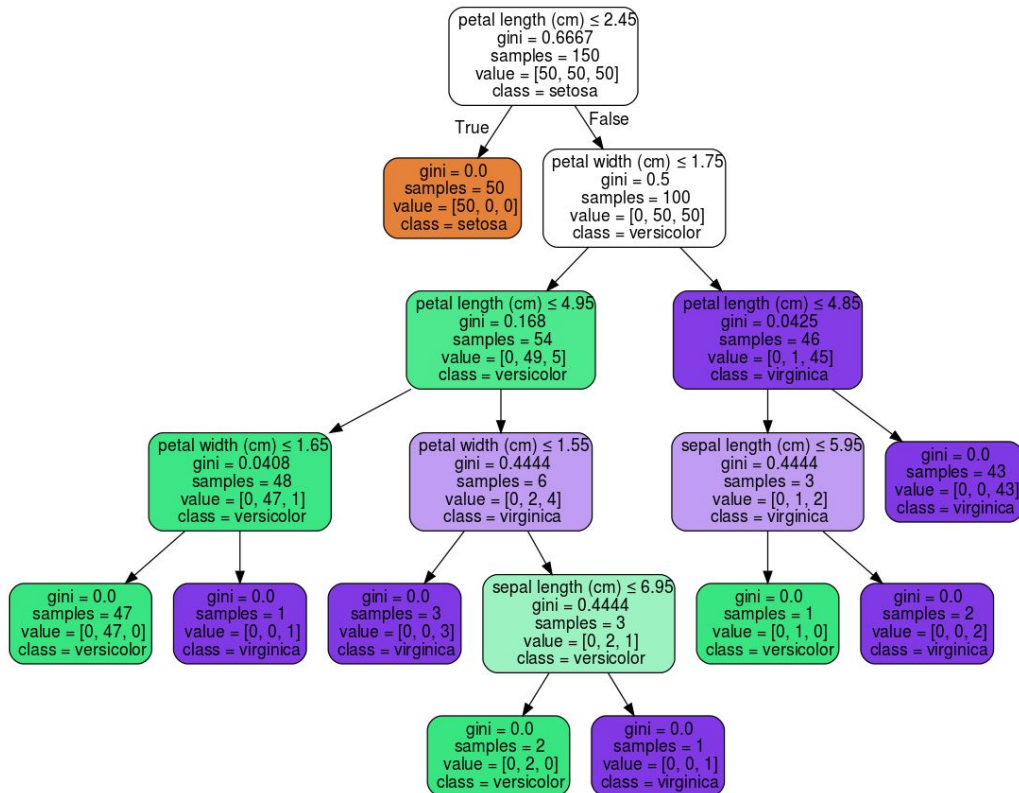 petal length (cm) ≤ 2.45
gini = 0.6667
samples = 150
value = [50, 50, 50]
class = setosa
True
False
gini = 0.0
samples = 50
value = [50, 0, 0]
class = setosa
petal width (cm) ≤ 1.75
gini = 0.5
samples = 100
value = [0, 50, 50]
class = versicolor
petal length (cm) ≤ 4.95
gini = 0.168
samples = 54
value = [0, 49, 5]
class = versicolor
petal length (cm) ≤ 4.85
gini = 0.0425
samples = 46
value = [0, 1, 45]
class = virginica
petal width (cm) ≤ 1.65
gini = 0.0408
samples = 48
value = [0, 47, 1]
class = versicolor
petal width (cm) ≤ 1.55
gini = 0.4444
samples = 6
value = [0, 2, 4]
class = virginica
sepal length (cm) ≤ 5.95
gini = 0.4444
samples = 3
value = [0, 1, 2]
class = virginica
gini = 0.0
samples = 43
value = [0, 0, 43]
class = virginica
gini = 0.0
samples = 47
value = [0, 47, 0]
class = versicolor
gini = 0.0
samples = 1
value = [0, 0, 1]
class = virginica
gini = 0.0
samples = 3
value = [0, 0, 3]
class = virginica
sepal length (cm) ≤ 6.95
gini = 0.4444
samples = 3
value = [0, 2, 1]
class = versicolor
gini = 0.0
samples = 1
value = [0, 1, 0]
class = versicolor
gini = 0.0
samples = 2
value = [0, 0, 2]
class = virginica
gini = 0.0
samples = 2
value = [0, 2, 0]
class = versicolor
gini = 0.0
samples = 1
value = [0, 0, 1]
class = virginica